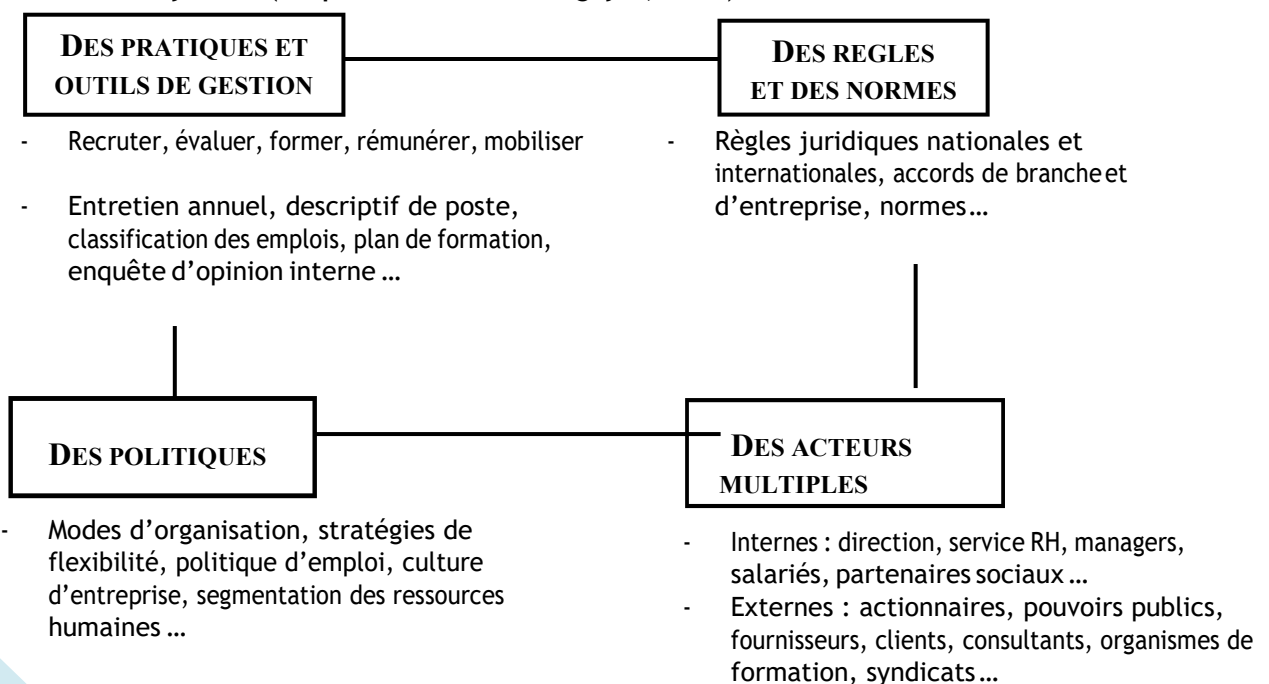 DES PRATIQUES ET
OUTILS DE GESTION
- Recruter, évaluer, former, rémunérer, mobiliser
- Entretien annuel, descriptif de poste,
classification des emplois, plan de formation,
enquête d’opinion interne …
DES REGLES
ET DES NORMES
- Règles juridiques nationales et
internationales, accords de branche et
d’entreprise, normes…
DES POLITIQUES
- Modes d’organisation, stratégies de
flexibilité, politique d’emploi, culture
d’entreprise, segmentation des ressources
humaines …
DES ACTEURS
MULTIPLES
- Internes : direction, service RH, managers,
salariés, partenaires sociaux …
- Externes : actionnaires, pouvoirs publics,
fournisseurs, clients, consultants, organismes de
formation, syndicats …